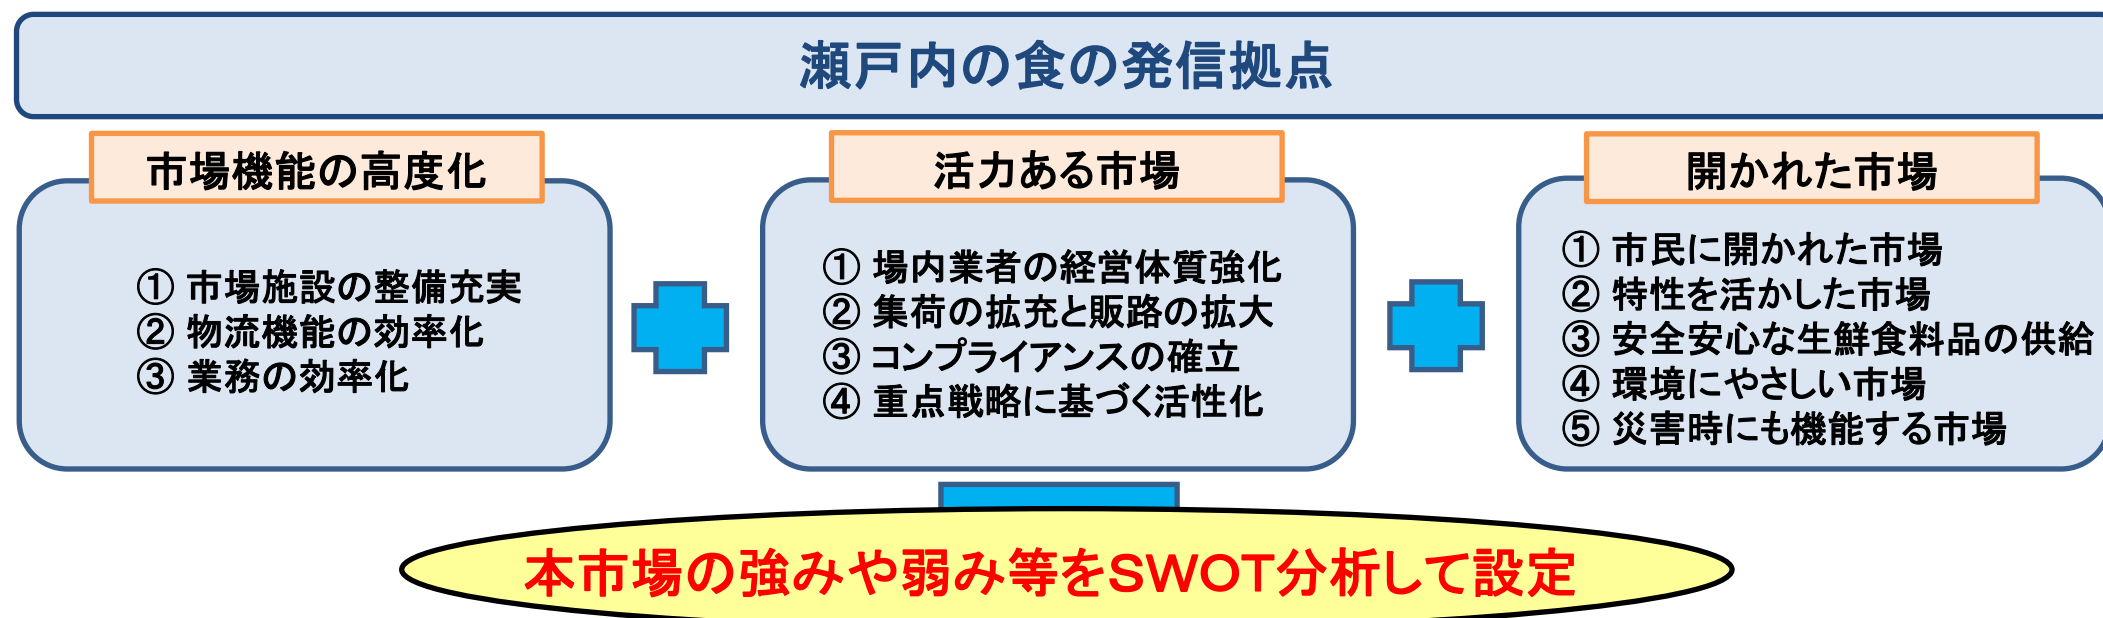 瀬戸内の食の発信拠点
市場機能の高度化
① 市場施設の整備充実
② 物流機能の効率化
③ 業務の効率化
活力ある市場
① 場内業者の経営体質強化
② 集荷の拡充と販路の拡大
③ コンプライアンスの確立
④ 重点戦略に基づく活性化
開かれた市場
① 市民に開かれた市場
② 特性を活かした市場
③ 安全安心な生鮮食料品の供給
④ 環境にやさしい市場
⑤ 災害時にも機能する市場
本市場の強みや弱み等をSWOT分析して設定